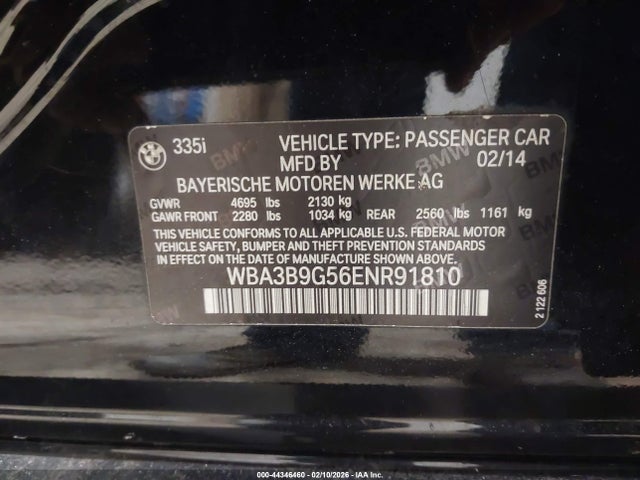 335i VEHICLE TYPE: PASSENGER CAR
MFD BY 02/14
BAYERISCHE MOTOREN WERKE AG
GVWR 4695 lbs 2130 kg
GAWR FRONT 2280 lbs 1034 kg REAR 2560 lbs 1161 kg
THIS VEHICLE CONFORMS TO ALL APPLICABLE U.S. FEDERAL MOTOR
VEHICLE SAFETY, BUMPER AND THEFT PREVENTION STANDARDS
IN EFFECT ON THE DATE OF MANUFACTURE SHOWN ABOVE.
WBA3B9G56ENR91810
2 122 606
000-44346460 - 02/10/2026 - IAA Inc.